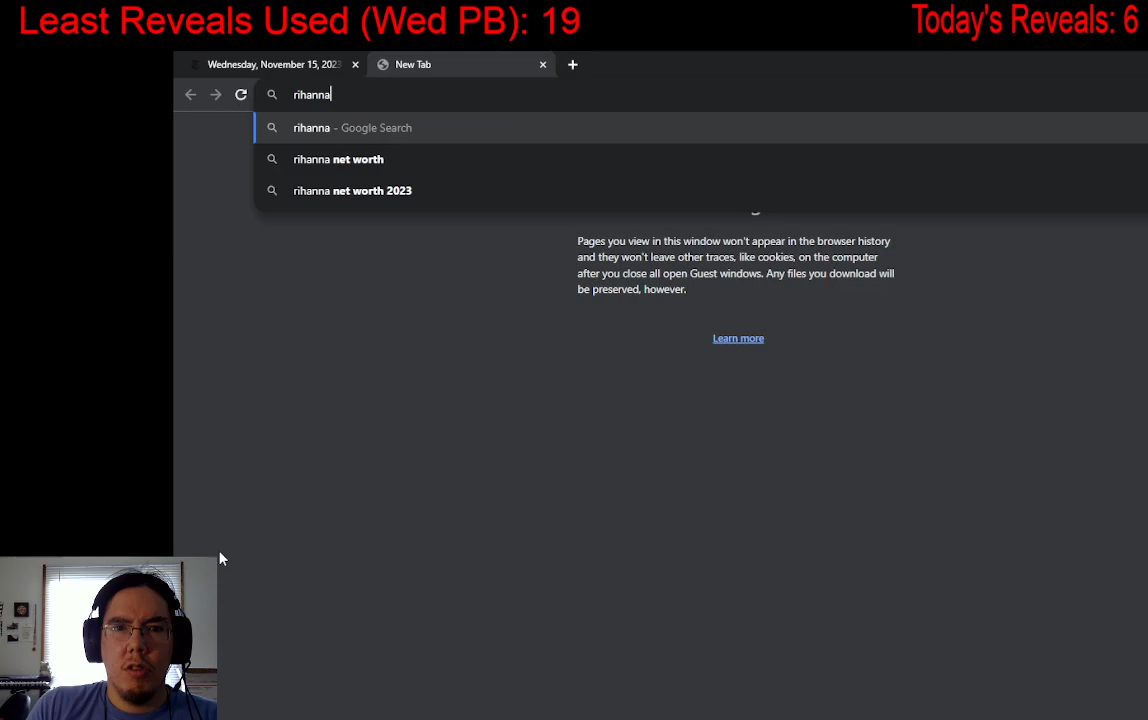 Least Reveals Used (Wed PB): 19
Today's Reveals: 6
Wednesday, November 15, 2023
New Tab
rihanna
rihanna - Google Search
rihanna net worth
rihanna net worth 2023
Pages you view in this window won't appear in the browser history
and they won't leave other traces, like cookies, on the computer
after you close all open Guest windows. Any files you download will
be preserved, however.
Learn more